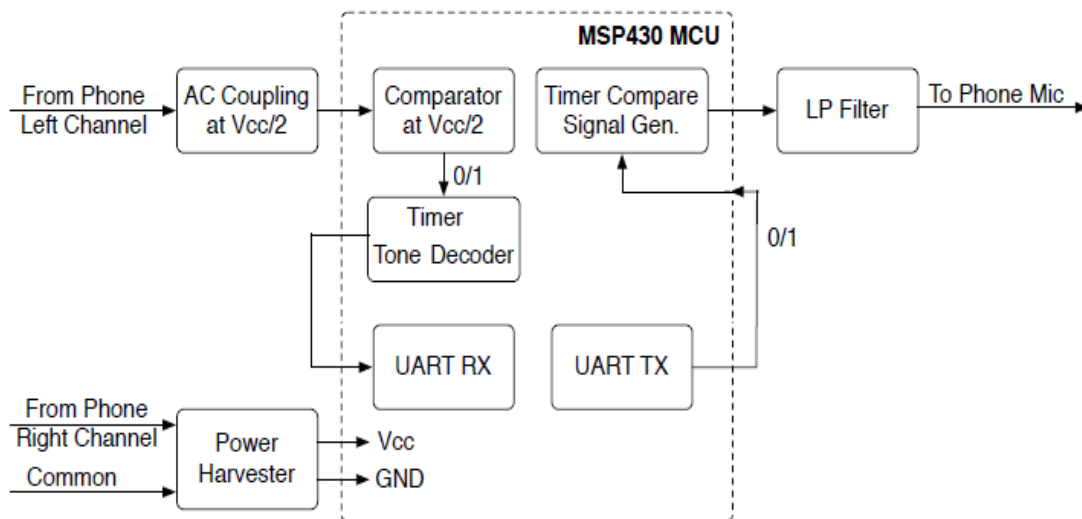 MSP430 MCU
From Phone
Left Channel
AC Coupling
at Vcc/2
Comparator
at Vcc/2
Timer Compare
Signal Gen.
LP Filter
To Phone Mic
0/1
Timer
Tone Decoder
0/1
UART RX
UART TX
From Phone
Right Channel
Common
Power
Harvester
Vcc
GND